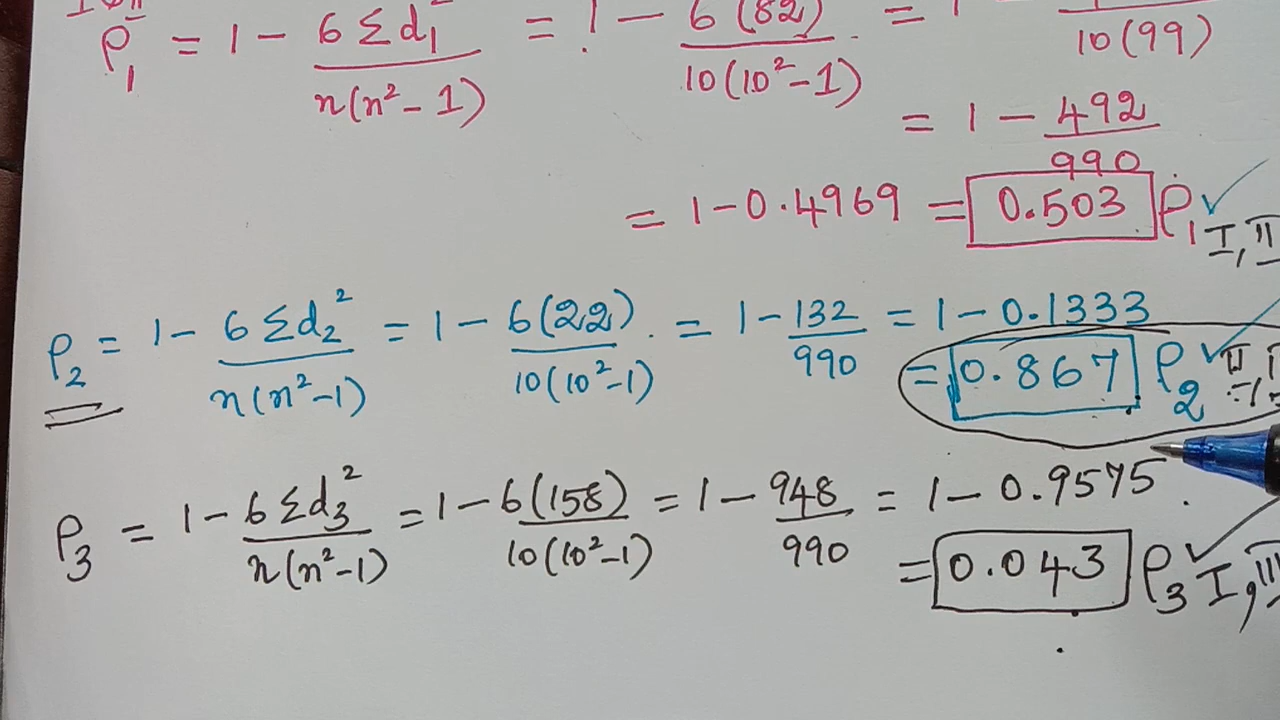 ρ₁ = 1 - 6 Σd₁² / n(n² - 1) = 1 - 6(82) / 10(10² - 1) = 1 / 10(99)
= 1 - 492 / 990
= 1 - 0.4969 = 0.503 ρ₁ I, II
ρ₂ = 1 - 6 Σd₂² / n(n² - 1) = 1 - 6(22) / 10(10² - 1) = 1 - 132 / 990 = 1 - 0.1333
= 0.867 ρ₂ II
ρ₃ = 1 - 6 Σd₃² / n(n² - 1) = 1 - 6(158) / 10(10² - 1) = 1 - 948 / 990 = 1 - 0.9575
= 0.043 ρ₃ I,